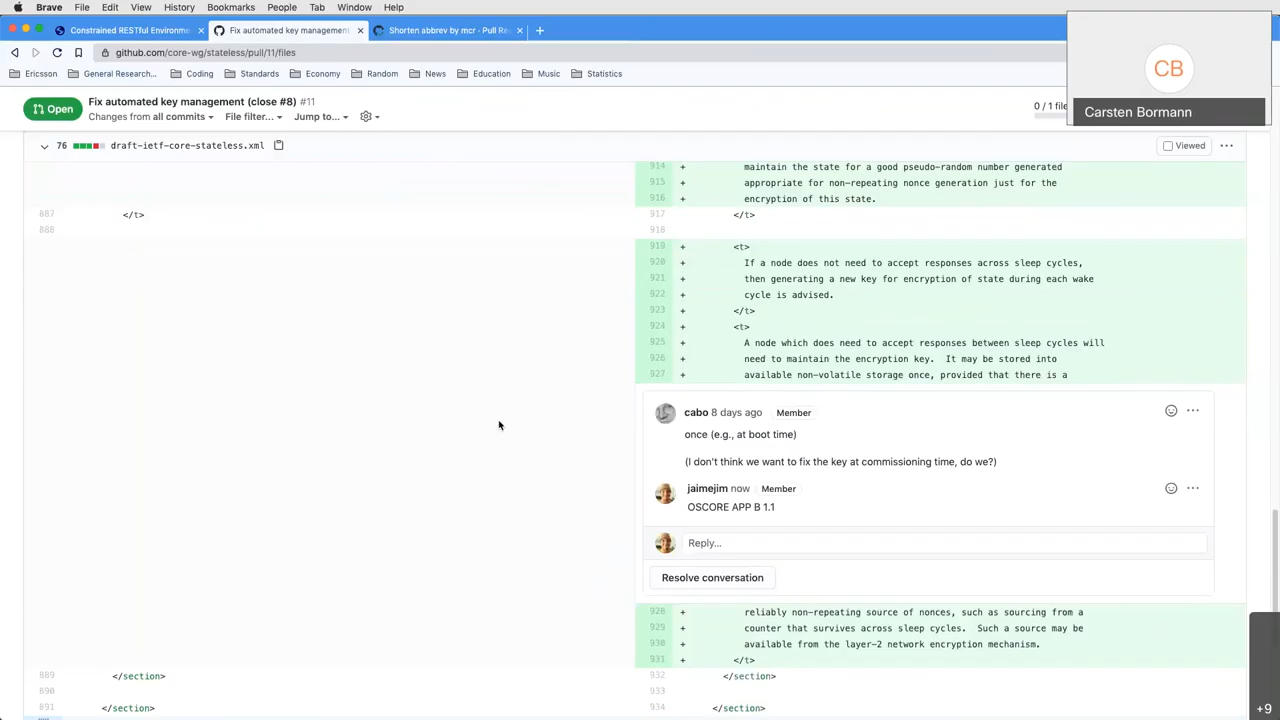 Brave File Edit View History Bookmarks People Tab Window Help
Constrained RESTful Environme
Fix automated key management
Shorten abbrev by mcr · Pull Re
github.com/core-wg/stateless/pull/11/files
Ericsson General Research... Coding Standards Economy Random News Education Music Statistics
CB
Carsten Bormann
Open
Fix automated key management (close #8) #11
Changes from all commits File filter... Jump to...
0 / 1 file
76 draft-ietf-core-stateless.xml
Viewed
914 + maintain the state for a good pseudo-random number generated
915 + appropriate for non-repeating nonce generation just for the
916 + encryption of this state.
887 </t> 917 </t>
888 918
919 + <t>
920 + If a node does not need to accept responses across sleep cycles,
921 + then generating a new key for encryption of state during each wake
922 + cycle is advised.
923 + </t>
924 + <t>
925 + A node which does need to accept responses between sleep cycles will
926 + need to maintain the encryption key. It may be stored into
927 + available non-volatile storage once, provided that there is a
cabo 8 days ago Member
once (e.g., at boot time)
(I don't think we want to fix the key at commissioning time, do we?)
jaimejim now Member
OSCORE APP B 1.1
Reply...
Resolve conversation
928 + reliably non-repeating source of nonces, such as sourcing from a
929 + counter that survives across sleep cycles. Such a source may be
930 + available from the layer-2 network encryption mechanism.
931 + </t>
889 </section> 932 </section>
890 933
891 </section> 934 </section>
+9